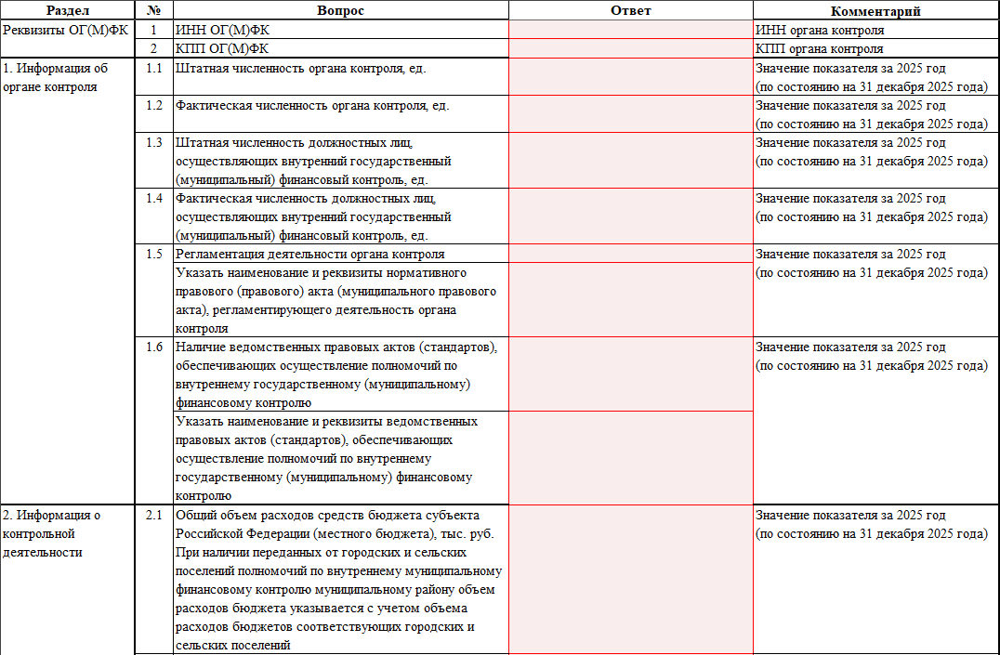 Раздел № Вопрос Ответ Комментарий
Реквизиты ОГ(М)ФК 1 ИНН ОГ(М)ФК ИНН органа контроля
2 КПП ОГ(М)ФК КПП органа контроля
1. Информация об
органе контроля
1.1 Штатная численность органа контроля, ед.
Значение показателя за 2025 год
(по состоянию на 31 декабря 2025 года)
1.2 Фактическая численность органа контроля, ед.
Значение показателя за 2025 год
(по состоянию на 31 декабря 2025 года)
1.3 Штатная численность должностных лиц,
осуществляющих внутренний государственный
(муниципальный) финансовый контроль, ед.
Значение показателя за 2025 год
(по состоянию на 31 декабря 2025 года)
1.4 Фактическая численность должностных лиц,
осуществляющих внутренний государственный
(муниципальный) финансовый контроль, ед.
Значение показателя за 2025 год
(по состоянию на 31 декабря 2025 года)
1.5 Регламентация деятельности органа контроля
Указать наименование и реквизиты нормативного
правового (правового) акта (муниципального правового
акта), регламентирующего деятельность органа
контроля
Значение показателя за 2025 год
(по состоянию на 31 декабря 2025 года)
1.6 Наличие ведомственных правовых актов (стандартов),
обеспечивающих осуществление полномочий по
внутреннему государственному (муниципальному)
финансовому контролю
Указать наименование и реквизиты ведомственных
правовых актов (стандартов), обеспечивающих
осуществление полномочий по внутреннему
государственному (муниципальному) финансовому
контролю
Значение показателя за 2025 год
(по состоянию на 31 декабря 2025 года)
2. Информация о
контрольной
деятельности
2.1 Общий объем расходов средств бюджета субъекта
Российской Федерации (местного бюджета), тыс. руб.
При наличии переданных от городских и сельских
поселений полномочий по внутреннему муниципальному
финансовому контролю муниципальному району объем
расходов бюджета указывается с учетом объема
расходов бюджетов соответствующих городских и
сельских поселений
Значение показателя за 2025 год
(по состоянию на 31 декабря 2025 года)